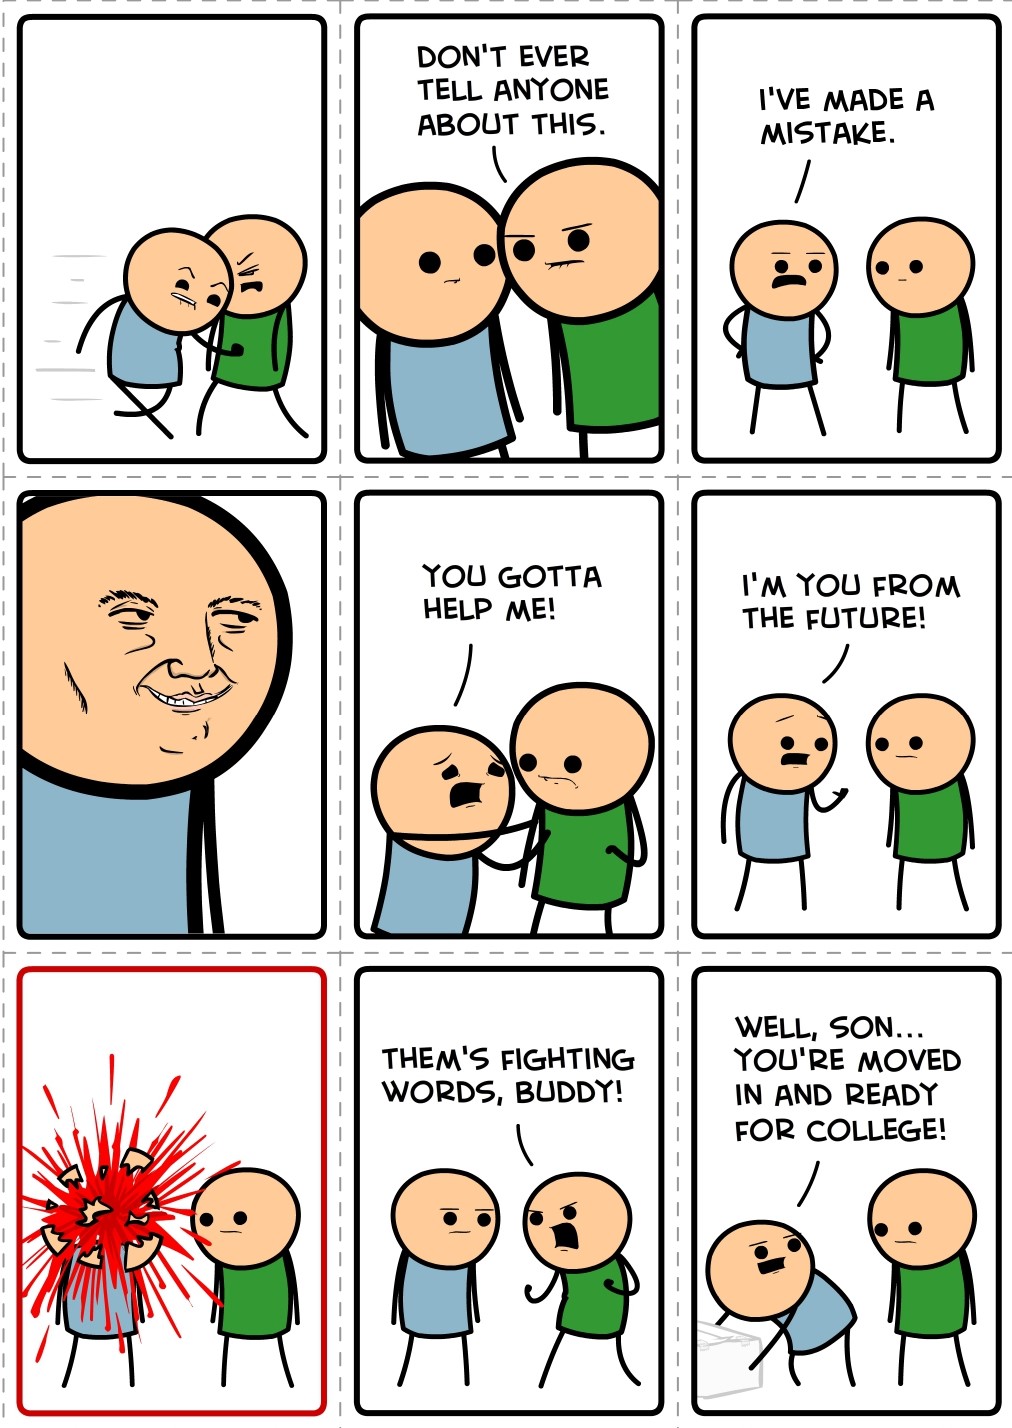 DON'T EVER
TELL ANYONE
ABOUT THIS.
I'VE MADE A
MISTAKE.
YOU GOTTA
HELP ME!
I'M YOU FROM
THE FUTURE!
THEM'S FIGHTING
WORDS, BUDDY!
WELL, SON...
YOU'RE MOVED
IN AND READY
FOR COLLEGE!